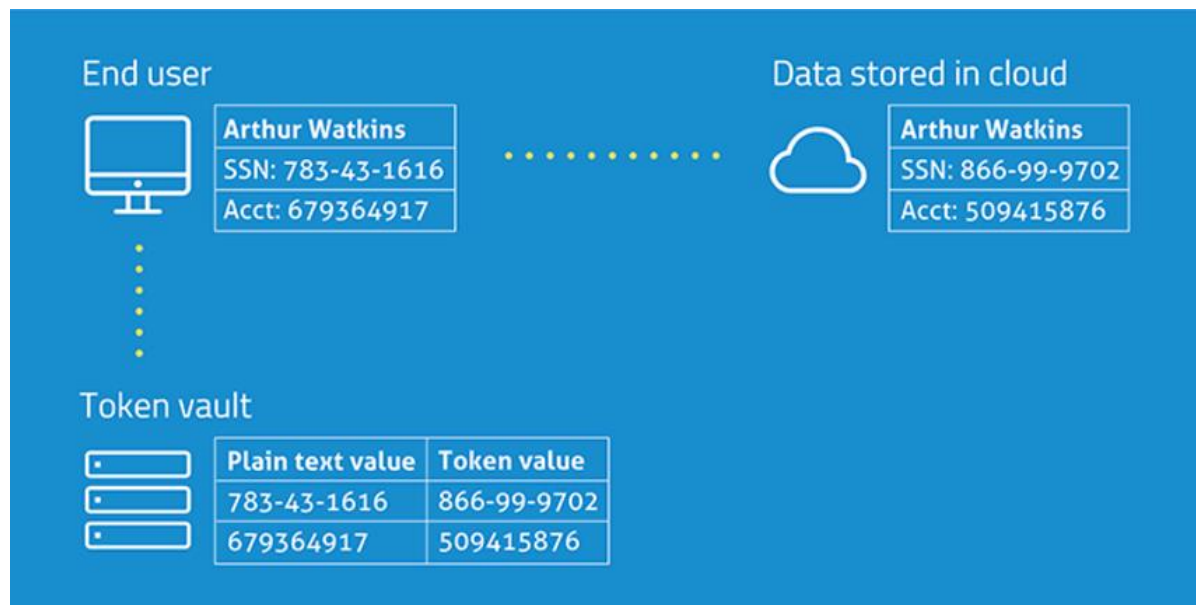 End user
Arthur Watkins
SSN: 783-43-1616
Acct: 679364917
Data stored in cloud
Arthur Watkins
SSN: 866-99-9702
Acct: 509415876
Token vault
Plain text value Token value
783-43-1616 866-99-9702
679364917 509415876